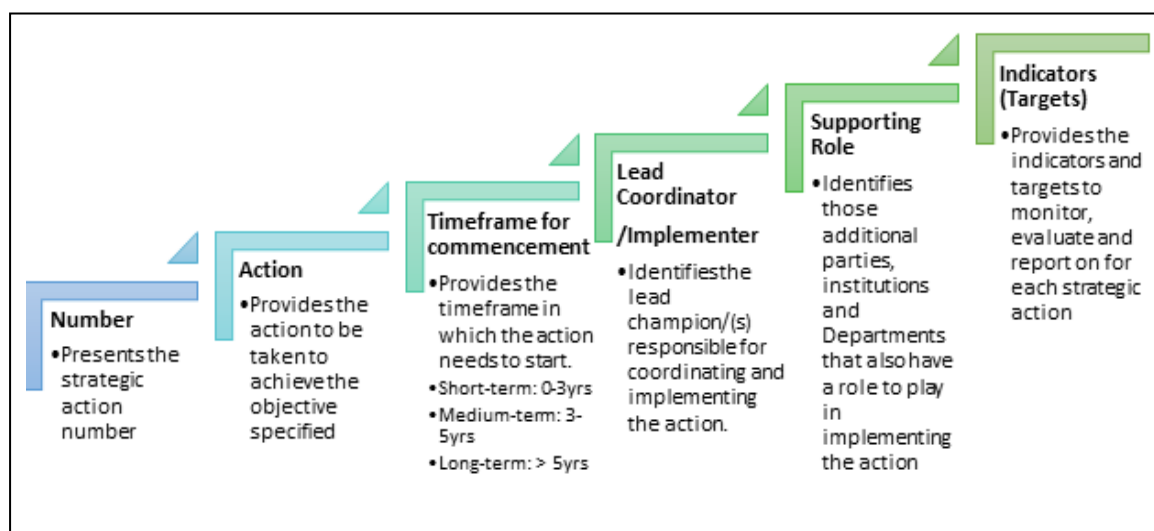 Number
•Presents the
strategic
action
number
Action
•Provides the
action to be
taken to
achieve the
objective
specified
Timeframe for
commencement
•Provides the
timeframe in
which the action
needs to start.
•Short-term: 0-3yrs
•Medium-term: 3-
5yrs
•Long-term: > 5yrs
Lead
Coordinator
/Implementer
•Identifies the
lead
champion/(s)
responsible for
coordinating and
implementing
the action.
Supporting
Role
•Identifies
those
additional
parties,
institutions
and
Departments
that also have
a role to play
in
implementing
the action
Indicators
(Targets)
•Provides the
indicators and
targets to
monitor,
evaluate and
report on for
each strategic
action